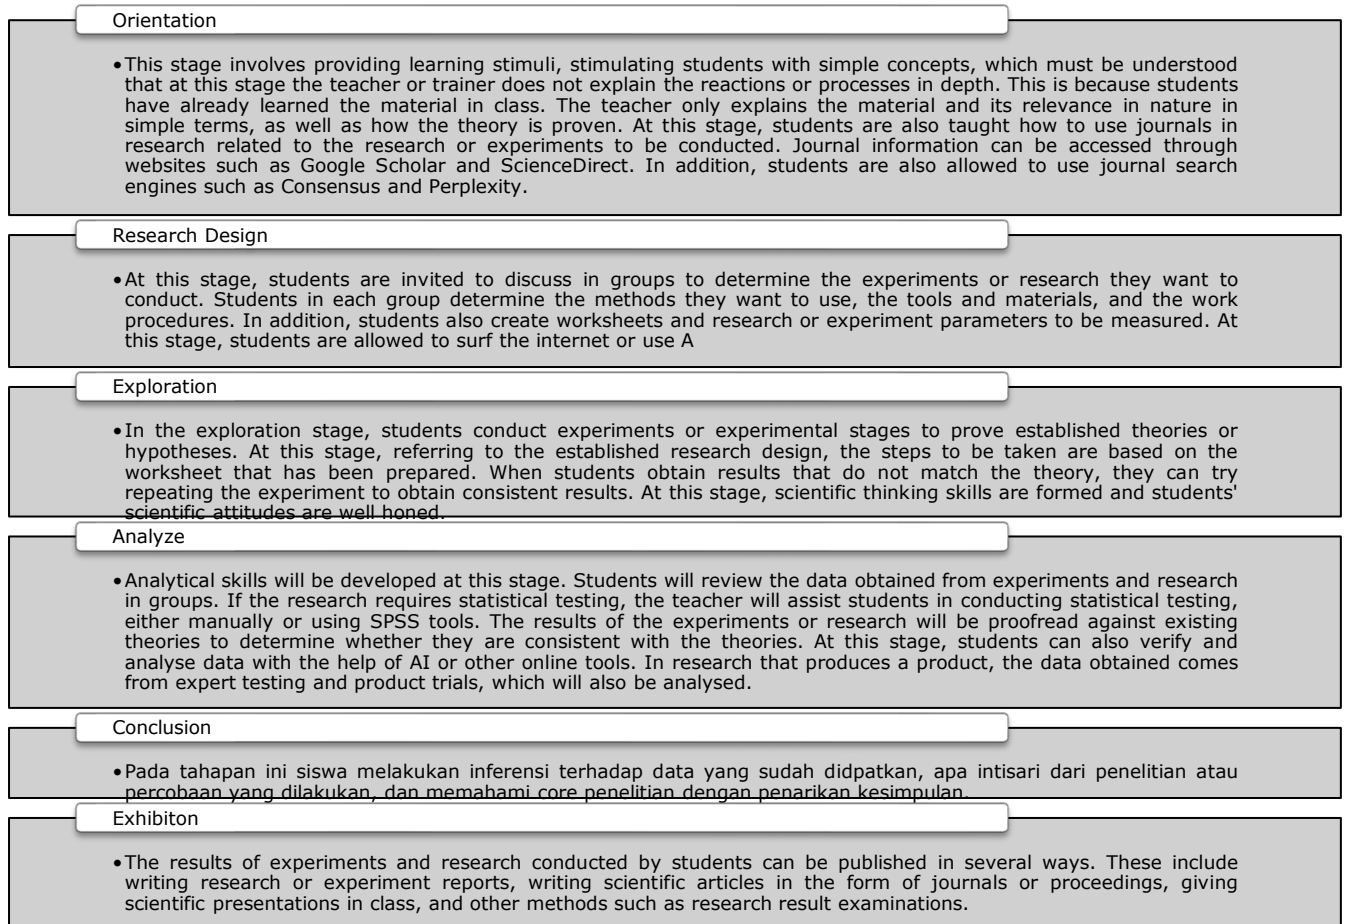 Orientation
•This stage involves providing learning stimuli, stimulating students with simple concepts, which must be understood
that at this stage the teacher or trainer does not explain the reactions or processes in depth. This is because students
have already learned the material in class. The teacher only explains the material and its relevance in nature in
simple terms, as well as how the theory is proven. At this stage, students are also taught how to use journals in
research related to the research or experiments to be conducted. Journal information can be accessed through
websites such as Google Scholar and ScienceDirect. In addition, students are also allowed to use journal search
engines such as Consensus and Perplexity.
Research Design
•At this stage, students are invited to discuss in groups to determine the experiments or research they want to
conduct. Students in each group determine the methods they want to use, the tools and materials, and the work
procedures. In addition, students also create worksheets and research or experiment parameters to be measured. At
this stage, students are allowed to surf the internet or use A
Exploration
•In the exploration stage, students conduct experiments or experimental stages to prove established theories or
hypotheses. At this stage, referring to the established research design, the steps to be taken are based on the
worksheet that has been prepared. When students obtain results that do not match the theory, they can try
repeating the experiment to obtain consistent results. At this stage, scientific thinking skills are formed and students'
scientific attitudes are well honed.
Analyze
•Analytical skills will be developed at this stage. Students will review the data obtained from experiments and research
in groups. If the research requires statistical testing, the teacher will assist students in conducting statistical testing,
either manually or using SPSS tools. The results of the experiments or research will be proofread against existing
theories to determine whether they are consistent with the theories. At this stage, students can also verify and
analyse data with the help of AI or other online tools. In research that produces a product, the data obtained comes
from expert testing and product trials, which will also be analysed.
Conclusion
•Pada tahapan ini siswa melakukan inferensi terhadap data yang sudah didpatkan, apa intisari dari penelitian atau
percobaan yang dilakukan, dan memahami core penelitian dengan penarikan kesimpulan.
Exhibiton
•The results of experiments and research conducted by students can be published in several ways. These include
writing research or experiment reports, writing scientific articles in the form of journals or proceedings, giving
scientific presentations in class, and other methods such as research result examinations.